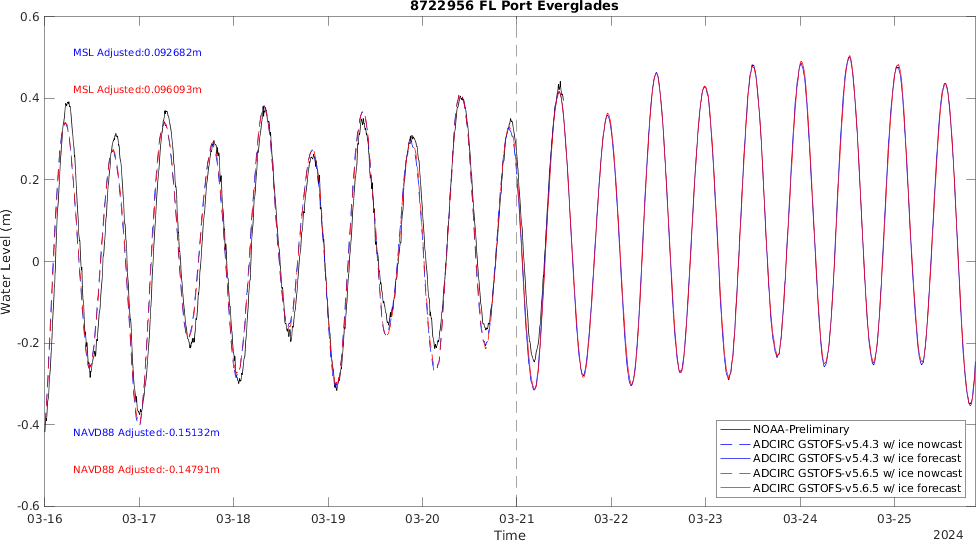 8722956 FL Port Everglades
0.6
MSL Adjusted:0.092682m
MSL Adjusted:0.096093m
0.4
0.2
0
-0.2
-0.4
-0.6
Water Level (m)
NAVD88 Adjusted:-0.15132m
NAVD88 Adjusted:-0.14791m
NOAA-Preliminary
ADCIRC GSTOFS-v5.4.3 w/ ice nowcast
ADCIRC GSTOFS-v5.4.3 w/ ice forecast
ADCIRC GSTOFS-v5.6.5 w/ ice nowcast
ADCIRC GSTOFS-v5.6.5 w/ ice forecast
03-16 03-17 03-18 03-19 03-20 03-21 03-22 03-23 03-24 03-25
Time
2024